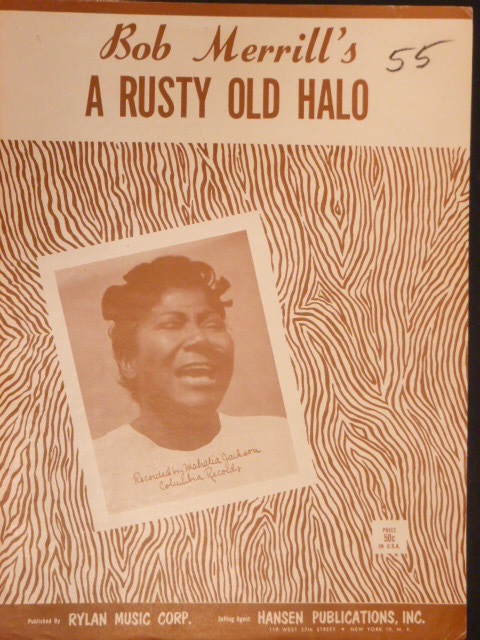 Bob Merrill's
55
A RUSTY OLD HALO
Recorded by Mahalia Jackson
Columbia Records
PRICE
50c
IN U.S.A.
Published By RYLAN MUSIC CORP. Selling Agent HANSEN PUBLICATIONS, INC.
119 WEST 57th STREET • NEW YORK 19, N. Y.